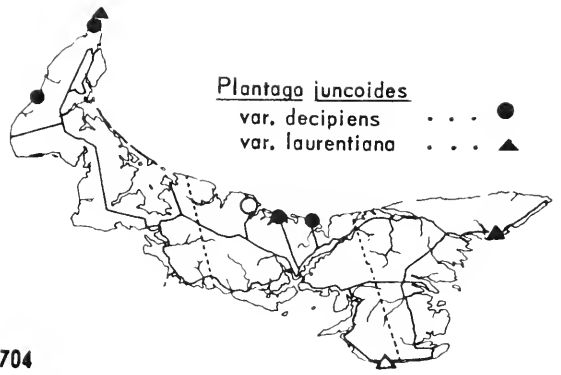 Plantago juncoides
var. decipiens . . . ●
var. laurentiana . . . ▲
704